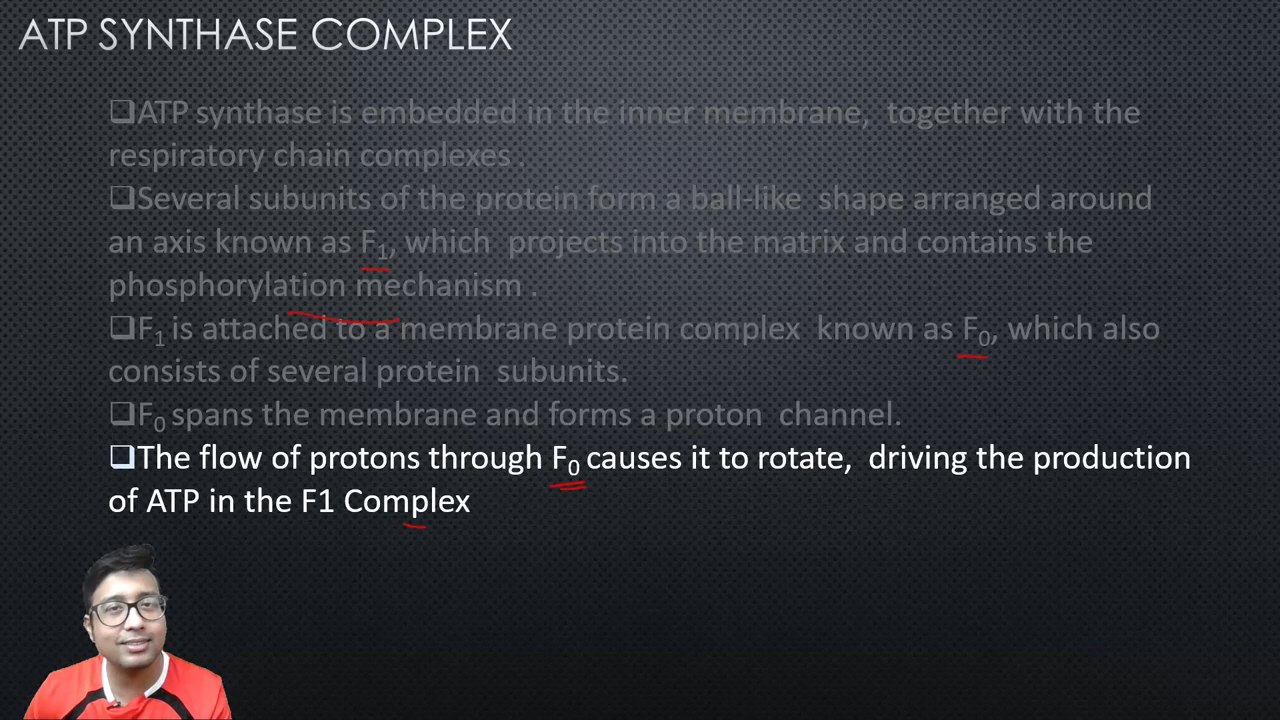 ATP SYNTHASE COMPLEX
❑ATP synthase is embedded in the inner membrane, together with the
respiratory chain complexes .
❑Several subunits of the protein form a ball-like shape arranged around
an axis known as F₁, which projects into the matrix and contains the
phosphorylation mechanism .
❑F₁ is attached to a membrane protein complex known as F₀, which also
consists of several protein subunits.
❑F₀ spans the membrane and forms a proton channel.
❑The flow of protons through F₀ causes it to rotate, driving the production
of ATP in the F1 Complex